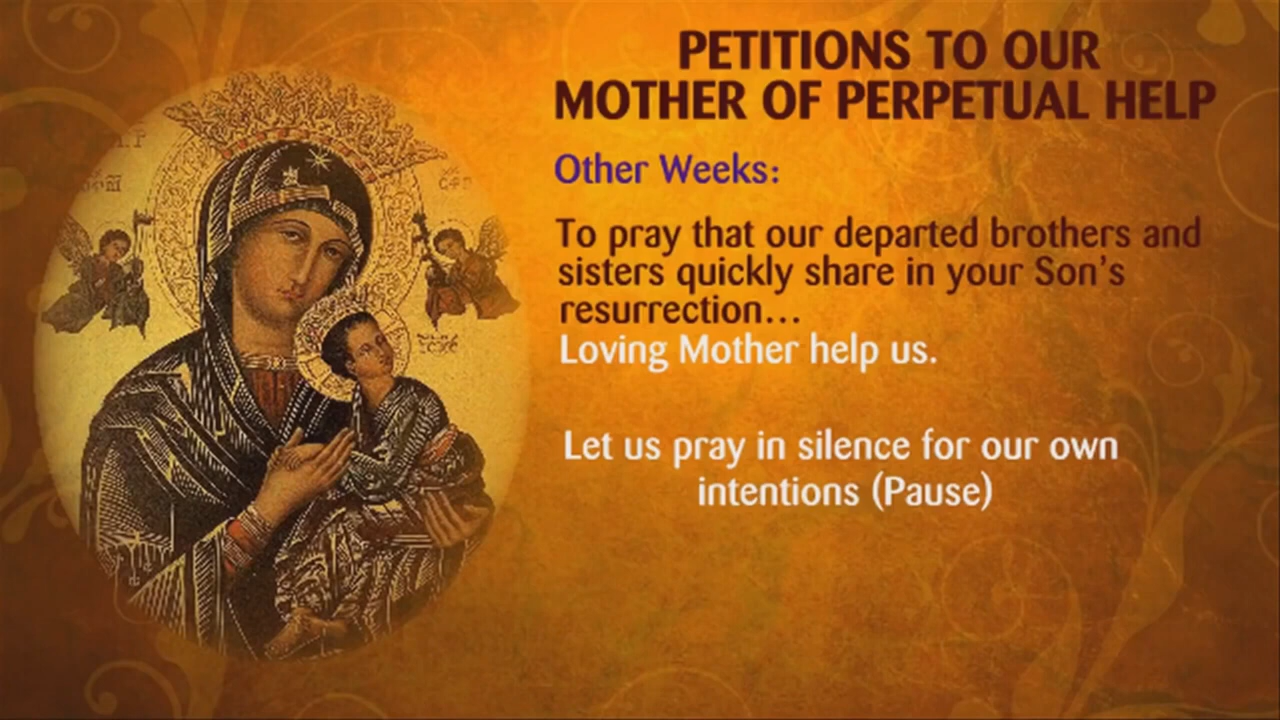 PETITIONS TO OUR
MOTHER OF PERPETUAL HELP
Other Weeks:
To pray that our departed brothers and
sisters quickly share in your Son's
resurrection...
Loving Mother help us.
Let us pray in silence for our own
intentions (Pause)